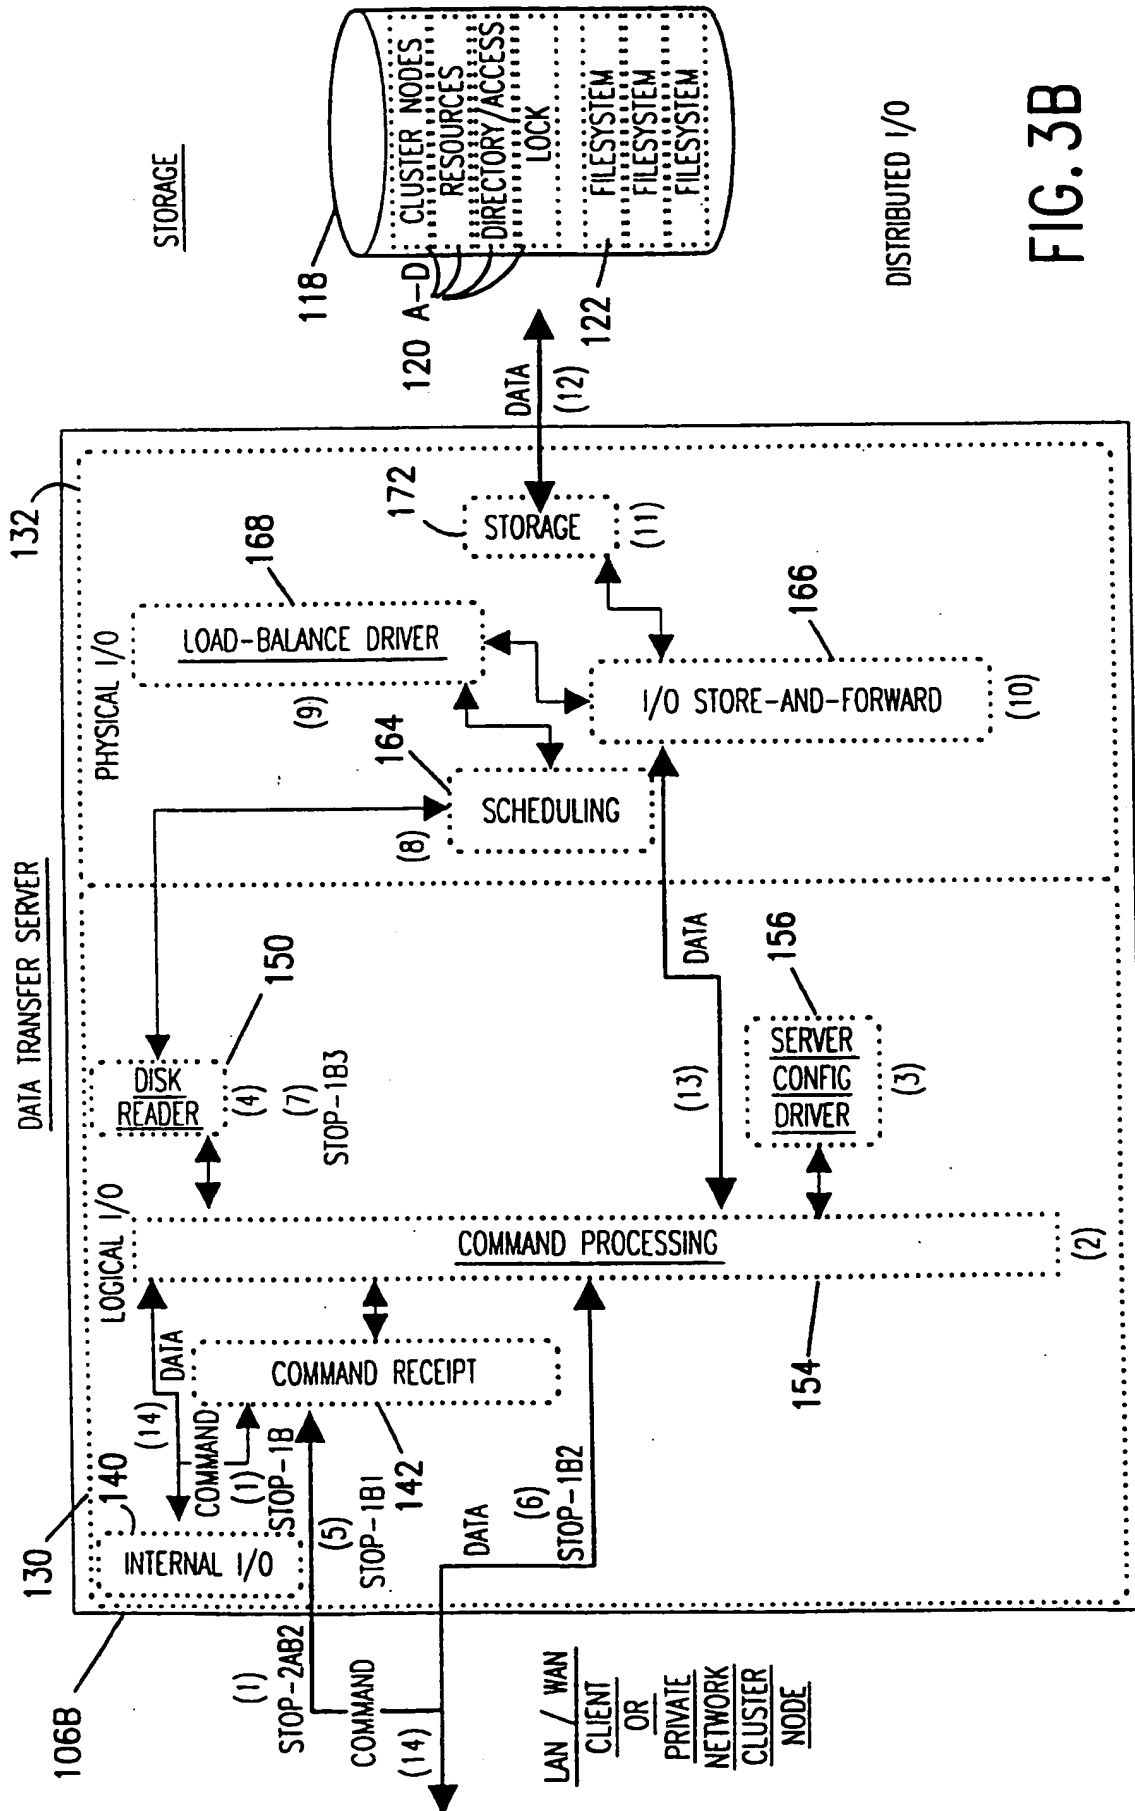 DATA TRANSFER SERVER
STORAGE
106B
130
132
118
LOGICAL I/O
PHYSICAL I/O
140
INTERNAL I/O
(14)
DATA
COMMAND
(1)
STOP-1B
COMMAND RECEIPT
142
(5)
STOP-1B1
DATA
(6)
STOP-1B2
(1)
STOP-2AB2
COMMAND
(14)
LAN / WAN
CLIENT
OR
PRIVATE
NETWORK
CLUSTER
NODE
COMMAND PROCESSING
(2)
154
DISK
READER
150
(4)
(7)
STOP-1B3
(13)
DATA
SERVER
CONFIG
DRIVER
156
(3)
SCHEDULING
164
(8)
LOAD-BALANCE DRIVER
168
(9)
I/O STORE-AND-FORWARD
166
(10)
STORAGE
172
(11)
DATA
(12)
120 A-D
CLUSTER NODES
RESOURCES
DIRECTORY/ACCESS
LOCK
FILESYSTEM
FILESYSTEM
FILESYSTEM
122
DISTRIBUTED I/O
FIG. 3B